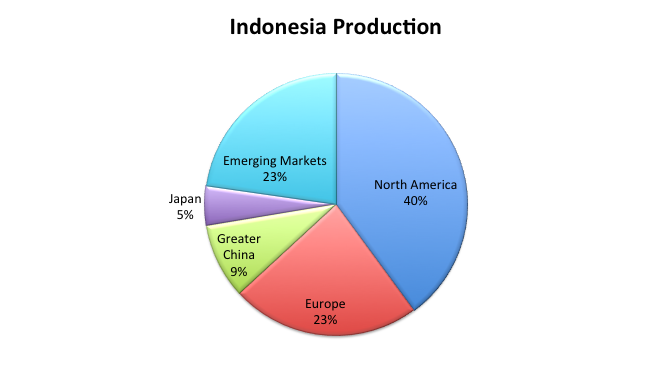 Indonesia Production
North America
40%
Europe
23%
Greater
China
9%
Japan
5%
Emerging Markets
23%